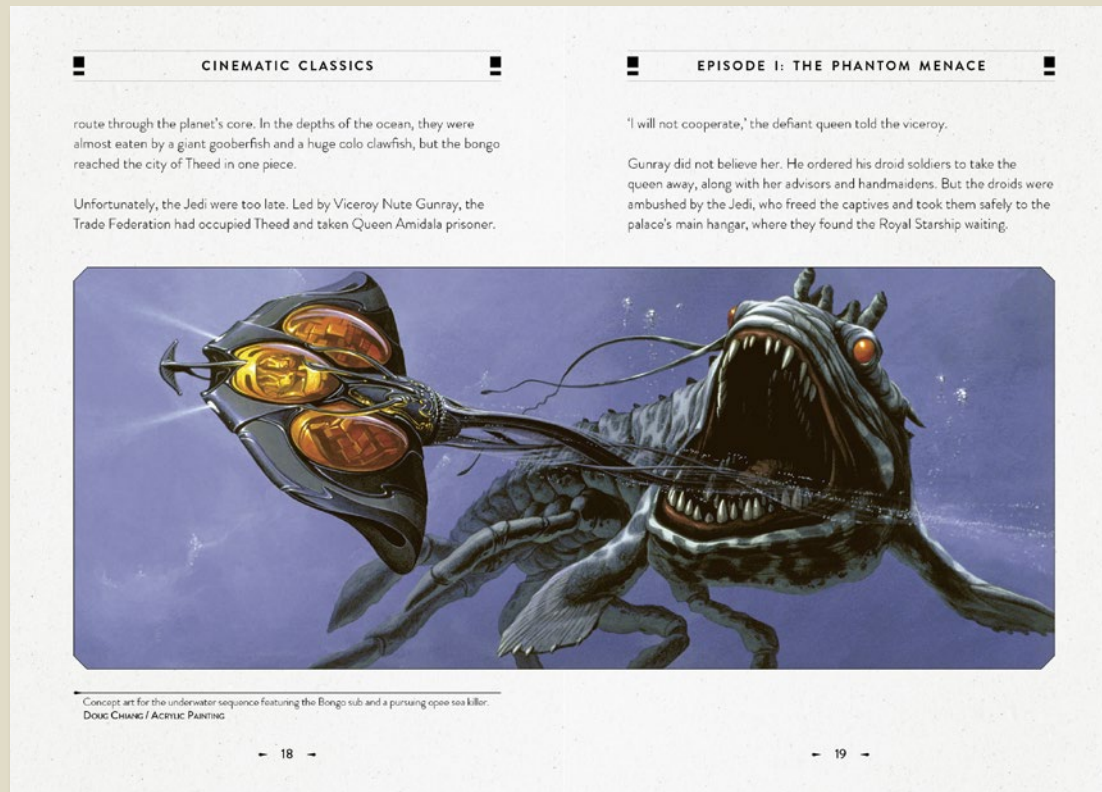 CINEMATIC CLASSICS
route through the planet's core. In the depths of the ocean, they were
almost eaten by a giant gooberfish and a huge colo clawfish, but the bongo
reached the city of Theed in one piece.
Unfortunately, the Jedi were too late. Led by Viceroy Nute Gunray, the
Trade Federation had occupied Theed and taken Queen Amidala prisoner.
EPISODE I: THE PHANTOM MENACE
'I will not cooperate,' the defiant queen told the viceroy.
Gunray did not believe her. He ordered his droid soldiers to take the
queen away, along with her advisors and handmaidens. But the droids were
ambushed by the Jedi, who freed the captives and took them safely to the
palace's main hangar, where they found the Royal Starship waiting.
Concept art for the underwater sequence featuring the Bongo sub and a pursuing opee sea killer.
DOUG CHIANG / ACRYLIC PAINTING
18
19